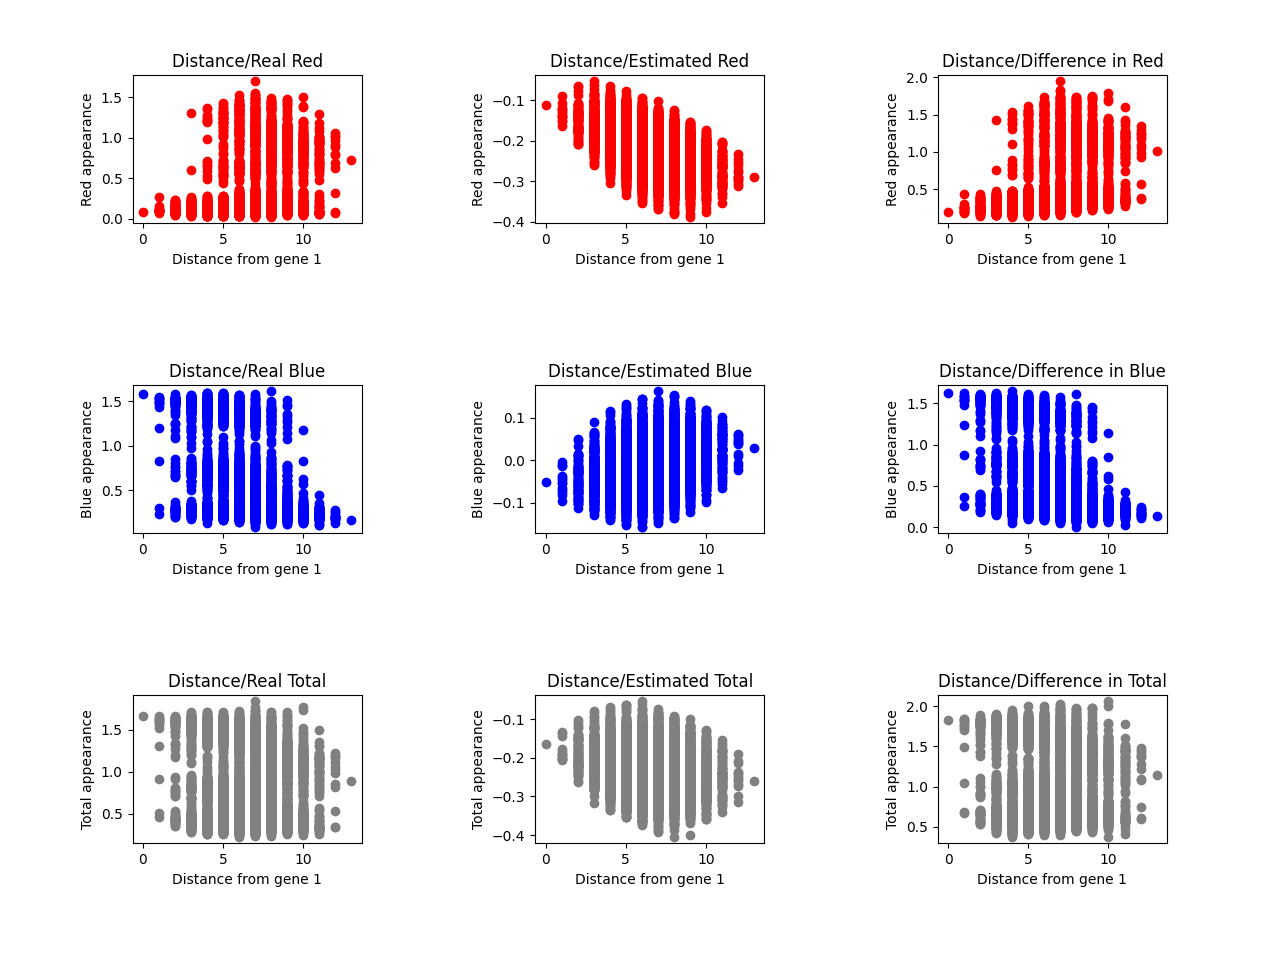 Distance/Real Red
Distance/Estimated Red
Distance/Difference in Red
Red appearance
1.5
1.0
0.5
0.0
0
5
10
Distance from gene 1
Red appearance
−0.1
−0.2
−0.3
−0.4
0
5
10
Distance from gene 1
Red appearance
2.0
1.5
1.0
0.5
0
5
10
Distance from gene 1
Distance/Real Blue
Distance/Estimated Blue
Distance/Difference in Blue
Blue appearance
1.5
1.0
0.5
0
5
10
Distance from gene 1
Blue appearance
0.1
0.0
−0.1
0
5
10
Distance from gene 1
Blue appearance
1.5
1.0
0.5
0.0
0
5
10
Distance from gene 1
Distance/Real Total
Distance/Estimated Total
Distance/Difference in Total
Total appearance
1.5
1.0
0.5
0
5
10
Distance from gene 1
Total appearance
−0.1
−0.2
−0.3
−0.4
0
5
10
Distance from gene 1
Total appearance
2.0
1.5
1.0
0.5
0
5
10
Distance from gene 1